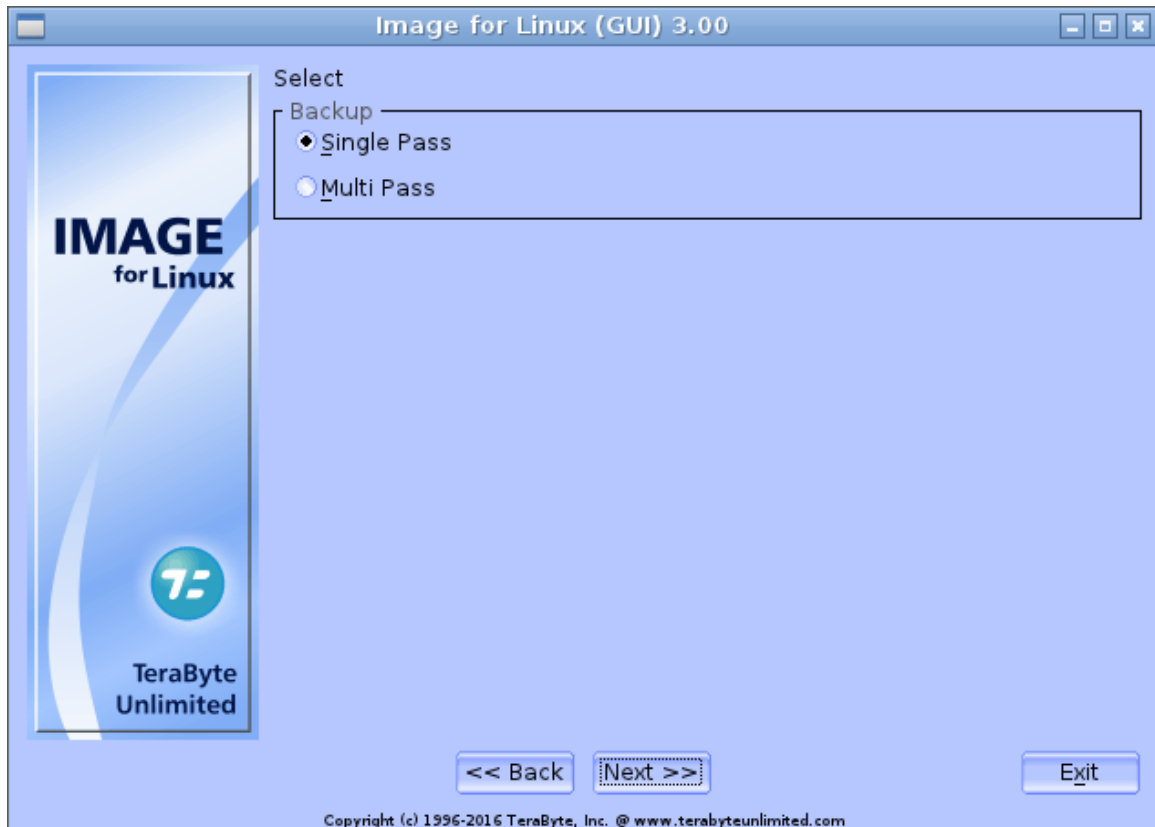 Image for Linux (GUI) 3.00
Select
Backup
Single Pass
Multi Pass
IMAGE
for Linux
TeraByte
Unlimited
<< Back
Next >>
Exit
Copyright (c) 1996-2016 TeraByte, Inc. @ www.terabyteunlimited.com